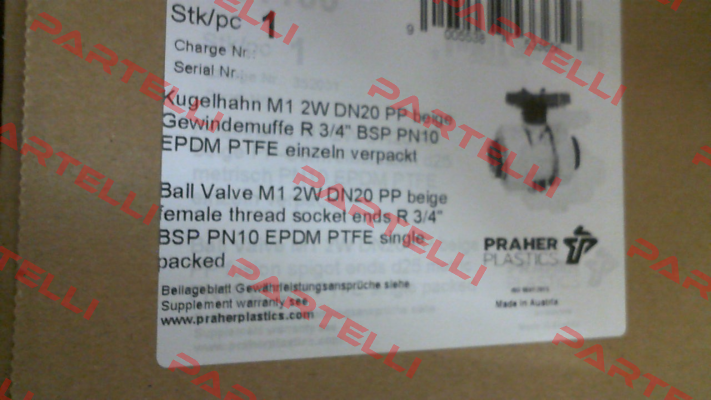 Stk/pc 1
Charge Nr.
Serial Nr.
Kugelhahn M1 2W DN20 PP beige
Gewindemuffe R 3/4" BSP PN10
EPDM PTFE einzeln verpackt
Ball Valve M1 2W DN20 PP beige
female thread socket ends R 3/4"
BSP PN10 EPDM PTFE single
packed
Beilageblatt Gewährleistungsansprüche siehe
Supplement warranty see
www.praherplastics.com
PRAHER
PLASTICS
Made in Austria
PARTELLI
PARTELLI
PARTELLI
PARTELLI
PARTELLI
PARTELLI
PARTELLI